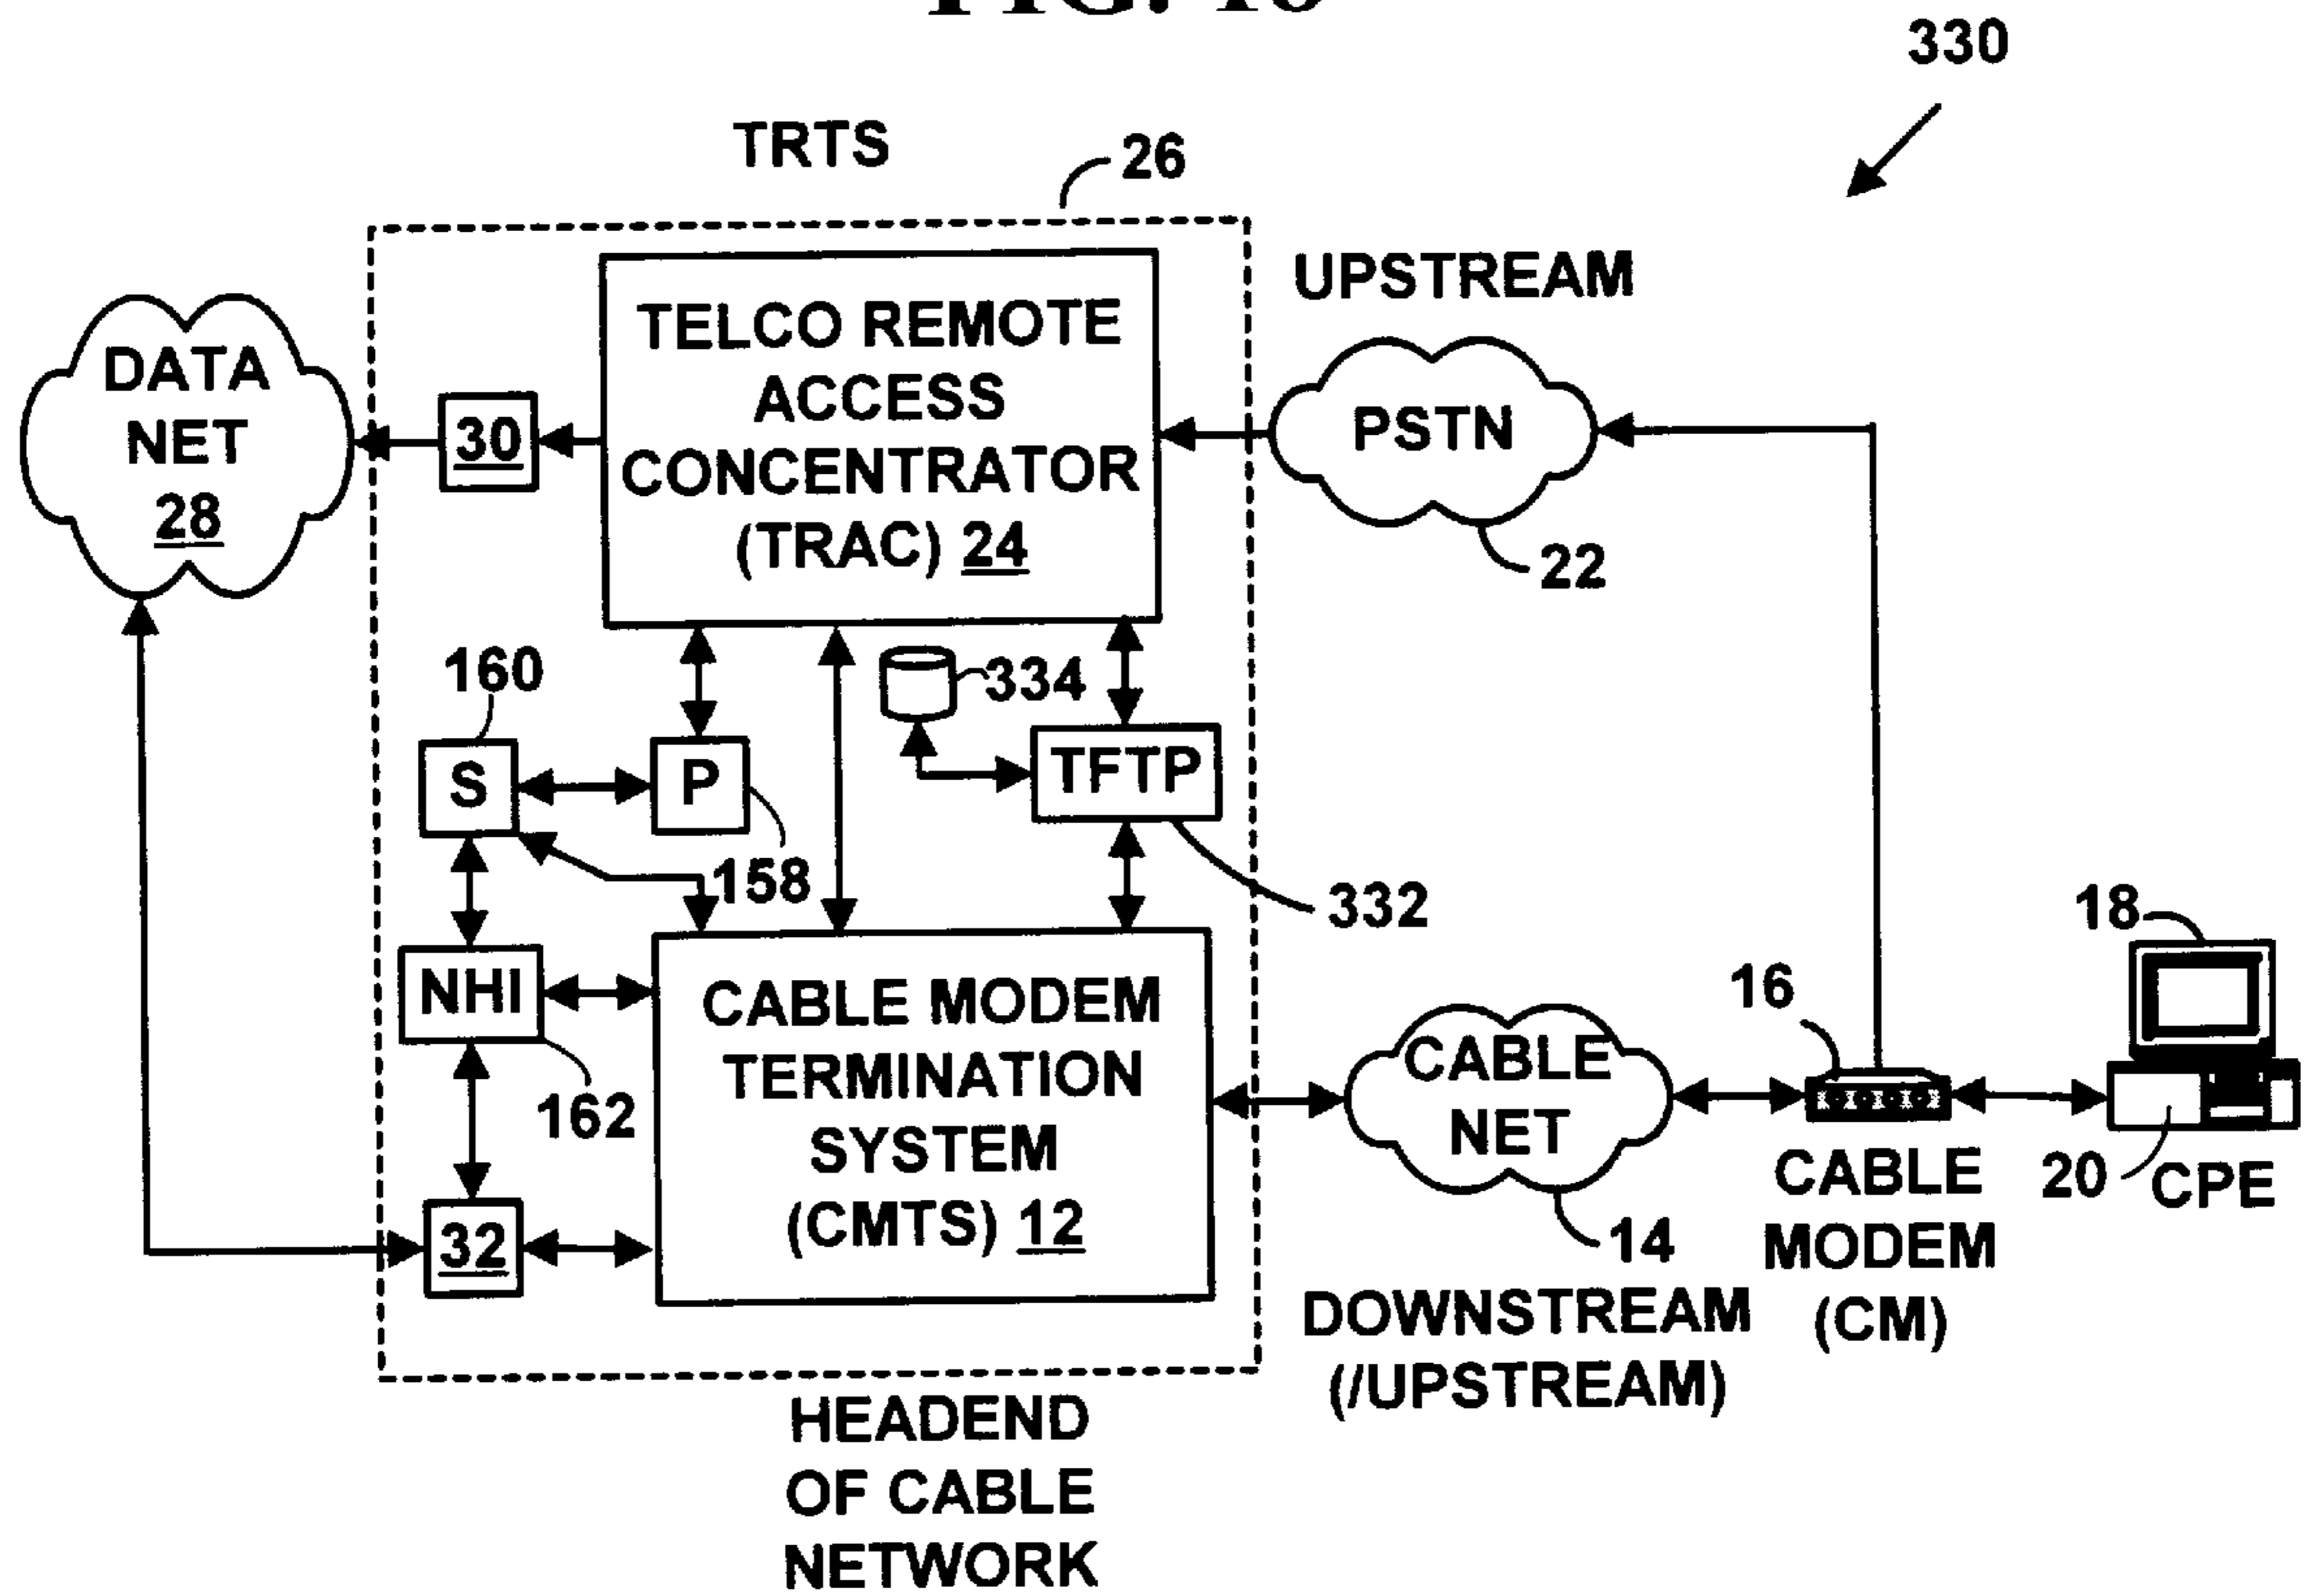 330
TRTS
26
UPSTREAM
TELCO REMOTE
ACCESS
CONCENTRATOR
(TRAC) 24
DATA
NET
28
30
PSTN
22
160
334
S
P
TFTP
158
332
NHI
162
CABLE MODEM
TERMINATION
SYSTEM
(CMTS) 12
32
CABLE
NET
14
16
18
20
CPE
CABLE
MODEM
(CM)
DOWNSTREAM
(/UPSTREAM)
HEADEND
OF CABLE
NETWORK